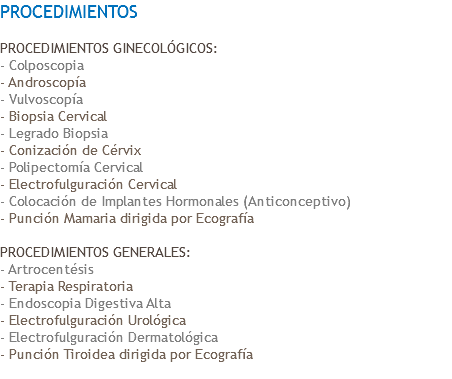 PROCEDIMIENTOS
PROCEDIMIENTOS GINECOLÓGICOS:
- Colposcopia
- Androscopía
- Vulvoscopía
- Biopsia Cervical
- Legrado Biopsia
- Conización de Cérvix
- Polipectomía Cervical
- Electrofulguración Cervical
- Colocación de Implantes Hormonales (Anticonceptivo)
- Punción Mamaria dirigida por Ecografía
PROCEDIMIENTOS GENERALES:
- Artrocentésis
- Terapia Respiratoria
- Endoscopia Digestiva Alta
- Electrofulguración Urológica
- Electrofulguración Dermatológica
- Punción Tiroidea dirigida por Ecografía